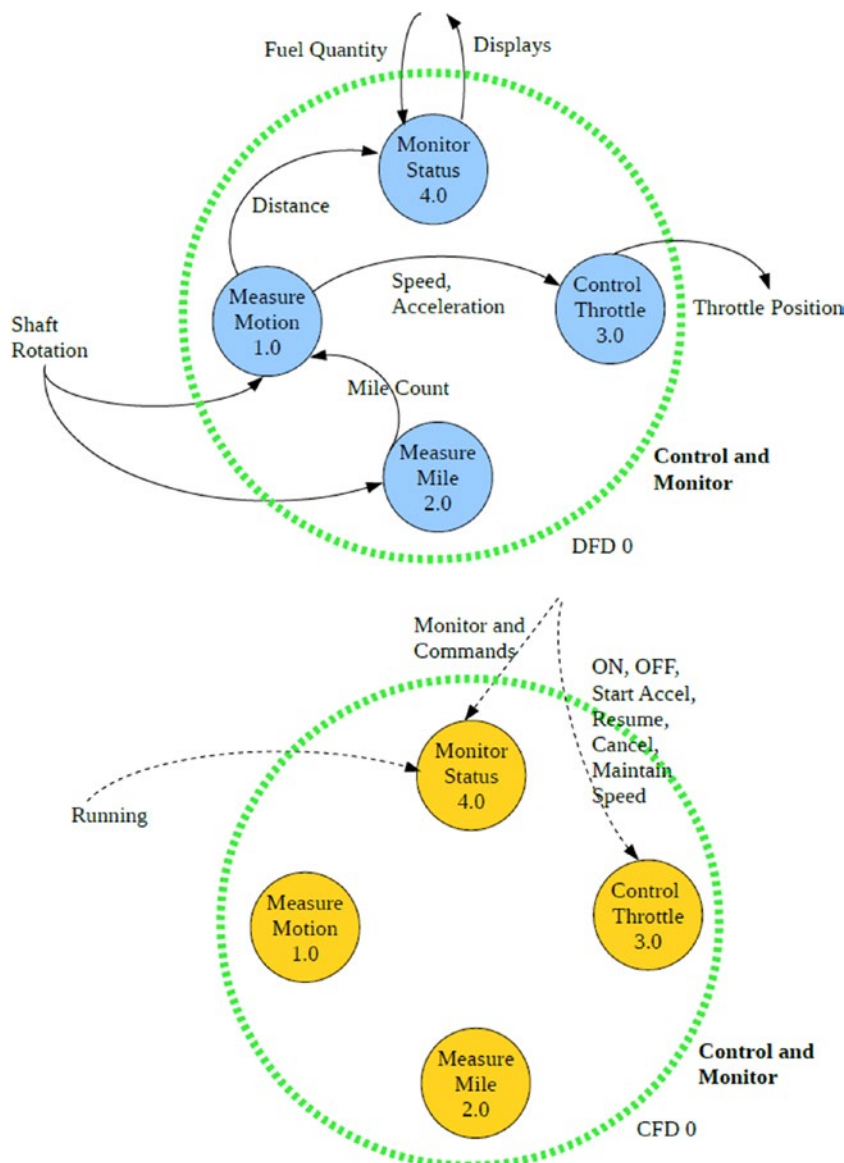 Fuel Quantity
Displays
Monitor
Status
4.0
Distance
Measure
Motion
1.0
Speed,
Acceleration
Control
Throttle
3.0
Throttle Position
Shaft
Rotation
Mile Count
Measure
Mile
2.0
Control and
Monitor
DFD 0
Monitor and
Commands
ON, OFF,
Start Accel,
Resume,
Cancel,
Maintain
Speed
Monitor
Status
4.0
Running
Measure
Motion
1.0
Control
Throttle
3.0
Measure
Mile
2.0
Control and
Monitor
CFD 0